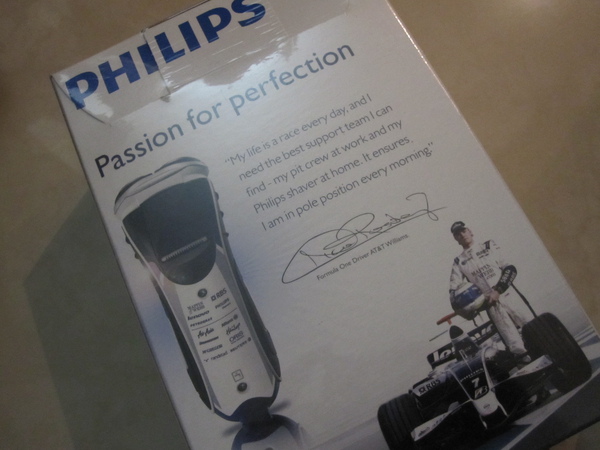 PHILIPS
Passion for perfection
"My life is a race every day, and I
need the best support team I can
find - my pit crew at work and my
Philips shaver at home. It ensures
I am in pole position every morning."
Formula One Driver AT&T Williams
RBS
7